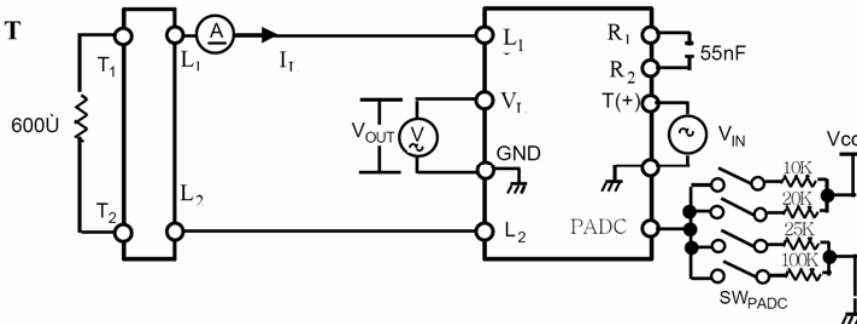 T
A
L1
R1
55nF
T1
L1
IL
R2
T(+)
600Ù
VOUT
V
VL
VIN
Vcc
GND
10K
20K
L2
T2
L2
PADC
25K
100K
SWPADC